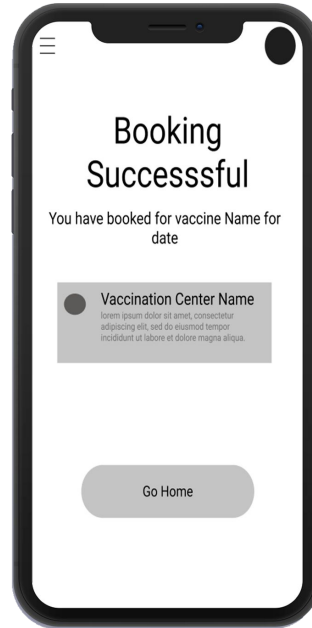 Booking
Successsful
You have booked for vaccine Name for
date
Vaccination Center Name
lorem ipsum dolor sit amet, consectetur
adipiscing elit, sed do eiusmod tempor
incididunt ut labore et dolore magna aliqua.
Go Home